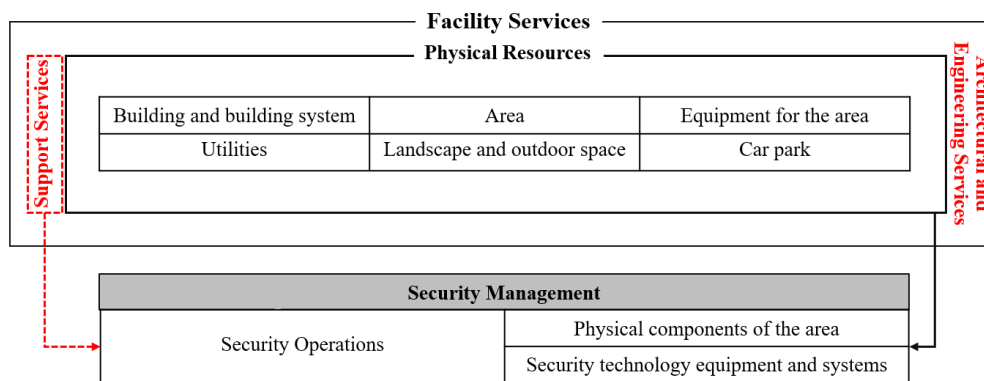 Facility Services
Physical Resources
Support Services
Building and building system
Area
Equipment for the area
Utilities
Landscape and outdoor space
Car park
Architectural and
Engineering Services
Security Management
Security Operations
Physical components of the area
Security technology equipment and systems